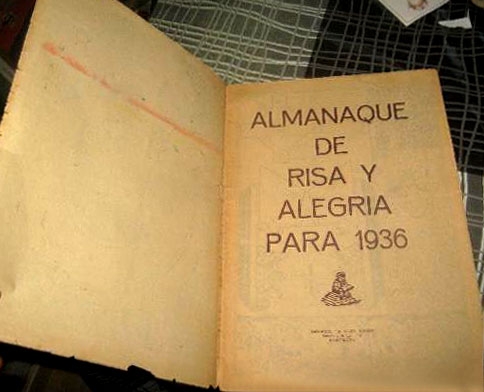 ALMANAQUE
DE
RISA Y
ALEGRIA
PARA 1936